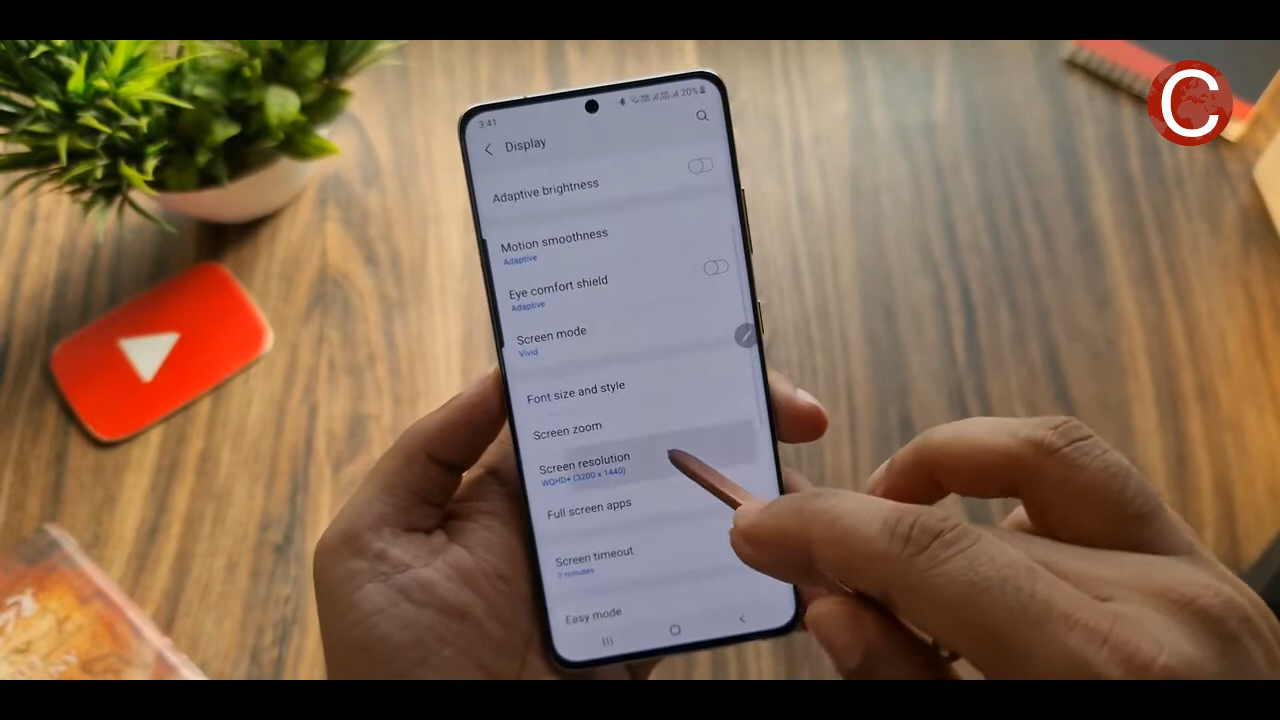 C
3:41
20%
Display
Adaptive brightness
Motion smoothness
Adaptive
Eye comfort shield
Adaptive
Screen mode
Vivid
Font size and style
Screen zoom
Screen resolution
WQHD+ (3200 x 1440)
Full screen apps
Screen timeout
2 minutes
Easy mode